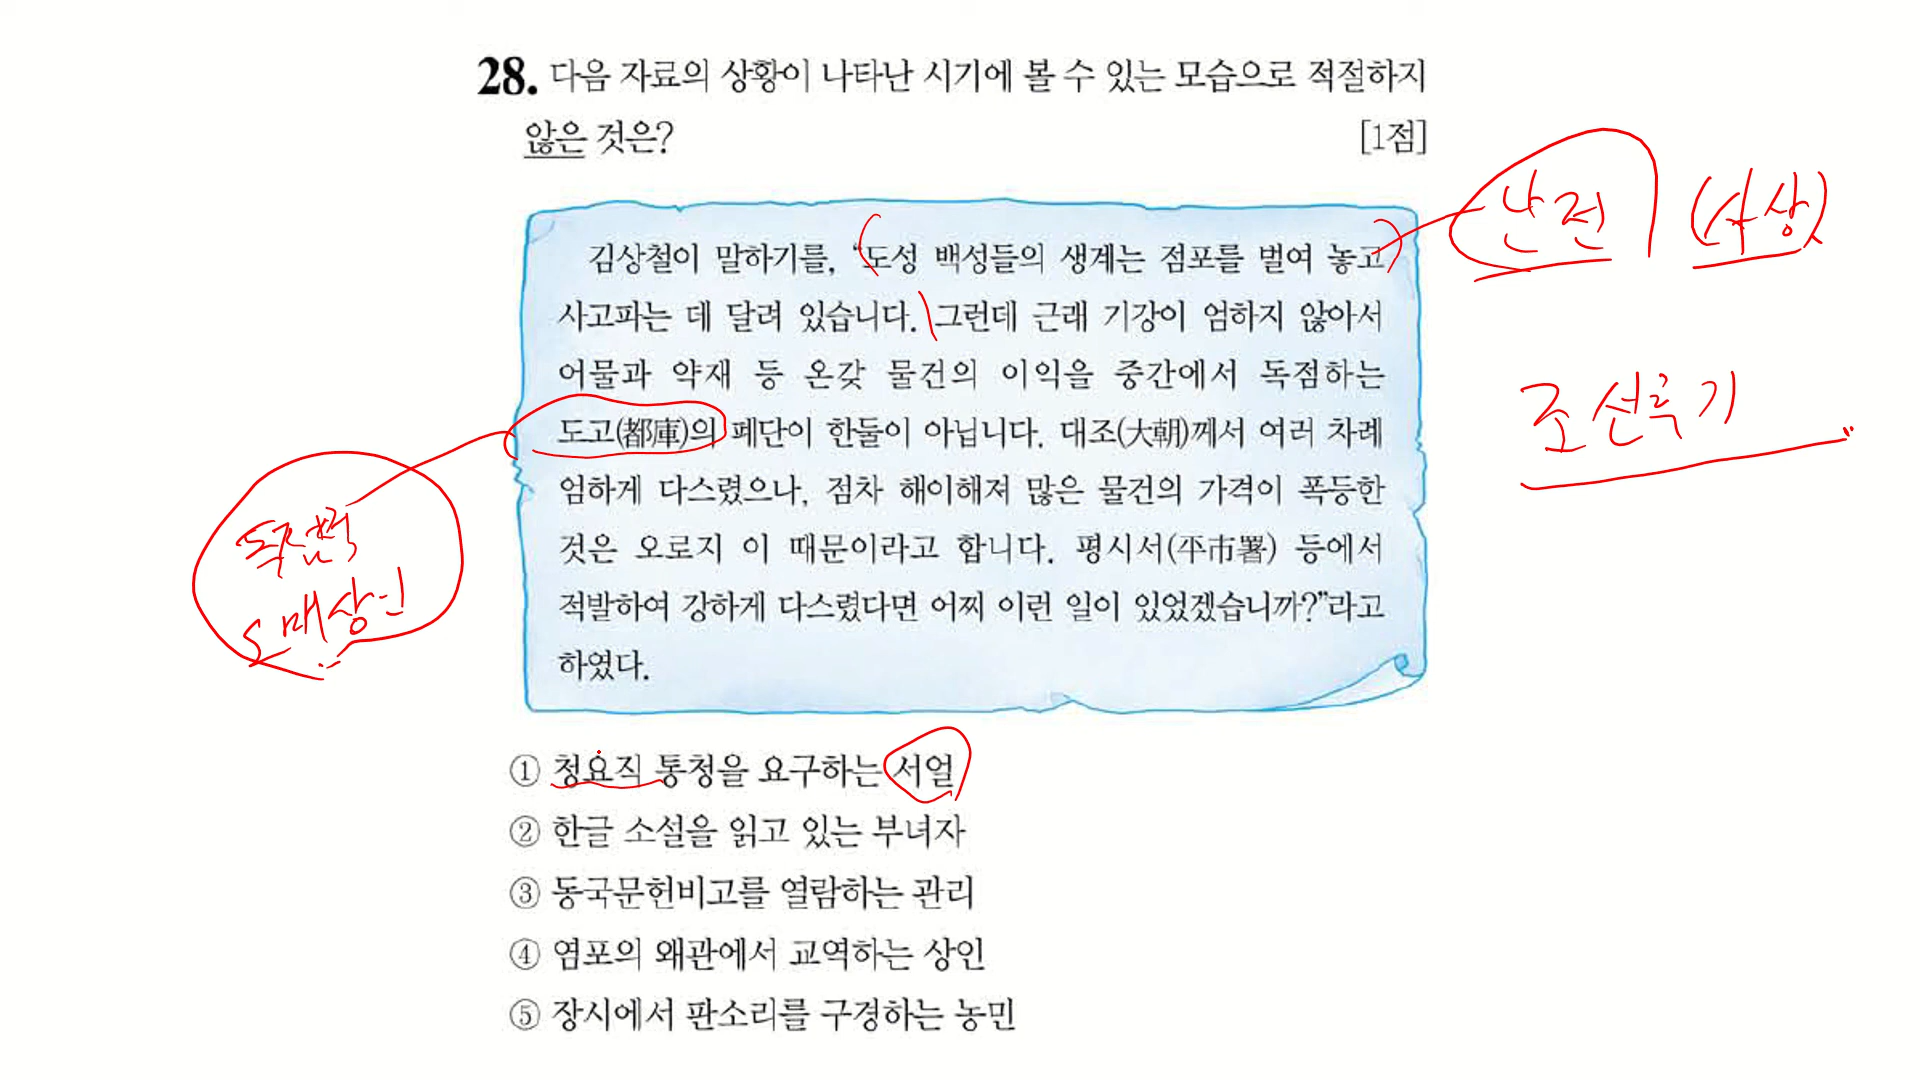 28. 다음 자료의 상황이 나타난 시기에 볼 수 있는 모습으로 적절하지
않은 것은? [1점]
난전 (사상)
김상철이 말하기를, “도성 백성들의 생계는 점포를 벌여 놓고
사고파는 데 달려 있습니다. 그런데 근래 기강이 엄하지 않아서
어물과 약재 등 온갖 물건의 이익을 중간에서 독점하는
조선후기
도고(都庫)의 폐단이 한둘이 아닙니다. 대조(大朝)께서 여러 차례
엄하게 다스렸으나, 점차 해이해져 많은 물건의 가격이 폭등한
것은 오로지 이 때문이라고 합니다. 평시서(平市署) 등에서
적발하여 강하게 다스렸다면 어찌 이런 일이 있었겠습니까?”라고
하였다.
독점적
도매상인
① 청요직 통청을 요구하는 서얼
② 한글 소설을 읽고 있는 부녀자
③ 동국문헌비고를 열람하는 관리
④ 염포의 왜관에서 교역하는 상인
⑤ 장시에서 판소리를 구경하는 농민